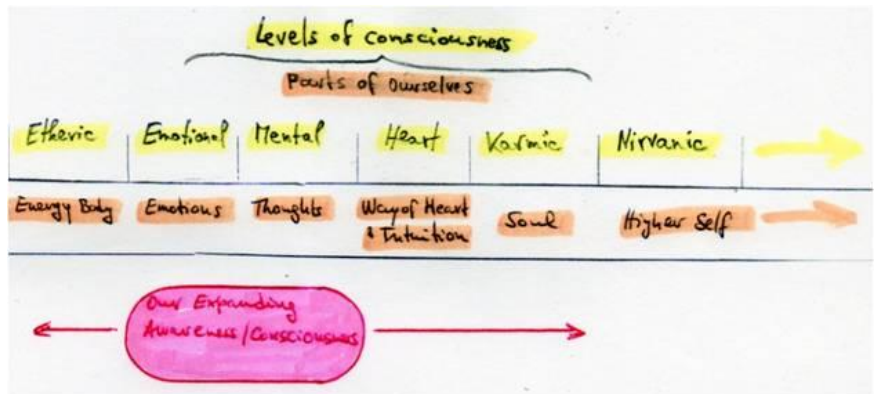 Levels of consciousness
Parts of Ourselves
Etheric Emotional Mental Heart Karmic Nirvanic
Energy Body Emotions Thoughts Way of Heart & Intuition Soul Higher Self
Our Expanding
Awareness/Consciousness